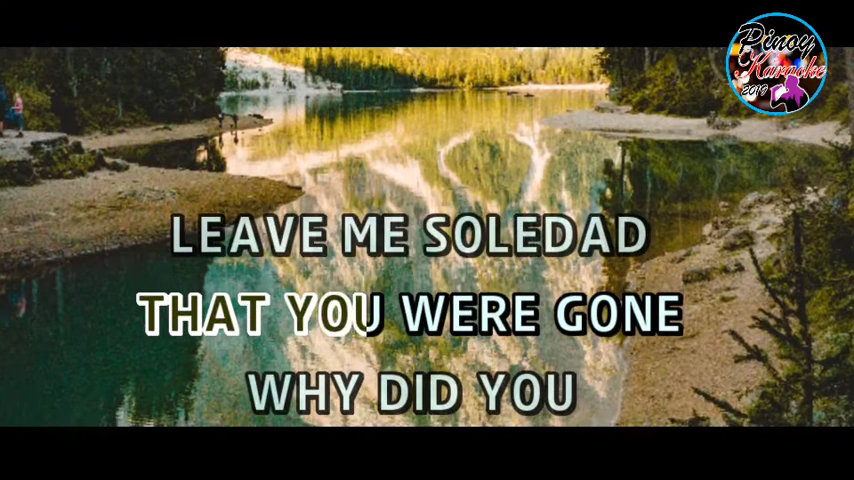 Pinoy
Karaoke
2019
LEAVE ME SOLEDAD
THAT YOU WERE GONE
WHY DID YOU